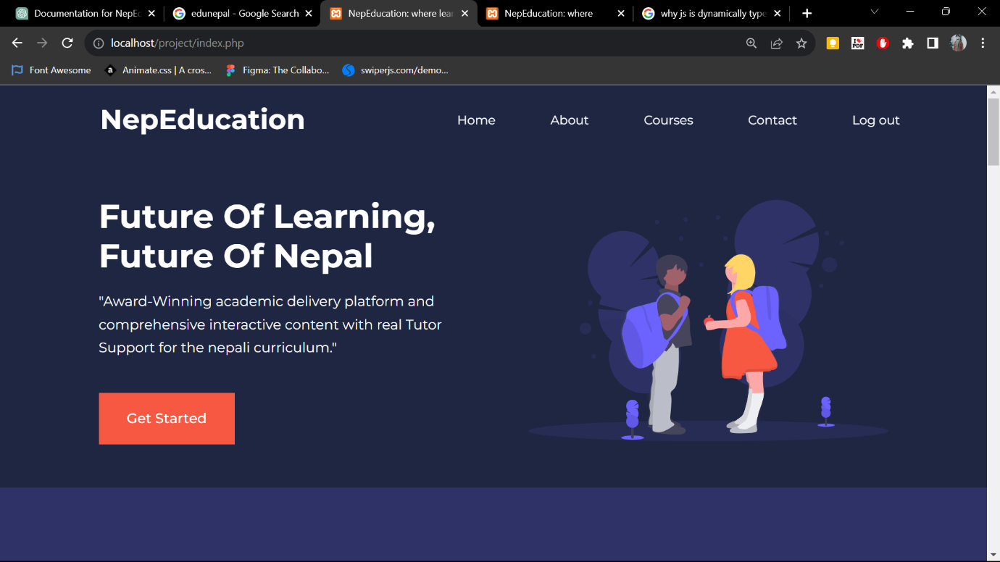 Documentation for NepEd
edunepal - Google Search
NepEducation: where lear
NepEducation: where
why js is dynamically type
localhost/project/index.php
Font Awesome
Animate.css | A cros...
Figma: The Collabo...
swiperjs.com/demo...
NepEducation
Home
About
Courses
Contact
Log out
Future Of Learning,
Future Of Nepal
"Award-Winning academic delivery platform and
comprehensive interactive content with real Tutor
Support for the nepali curriculum."
Get Started